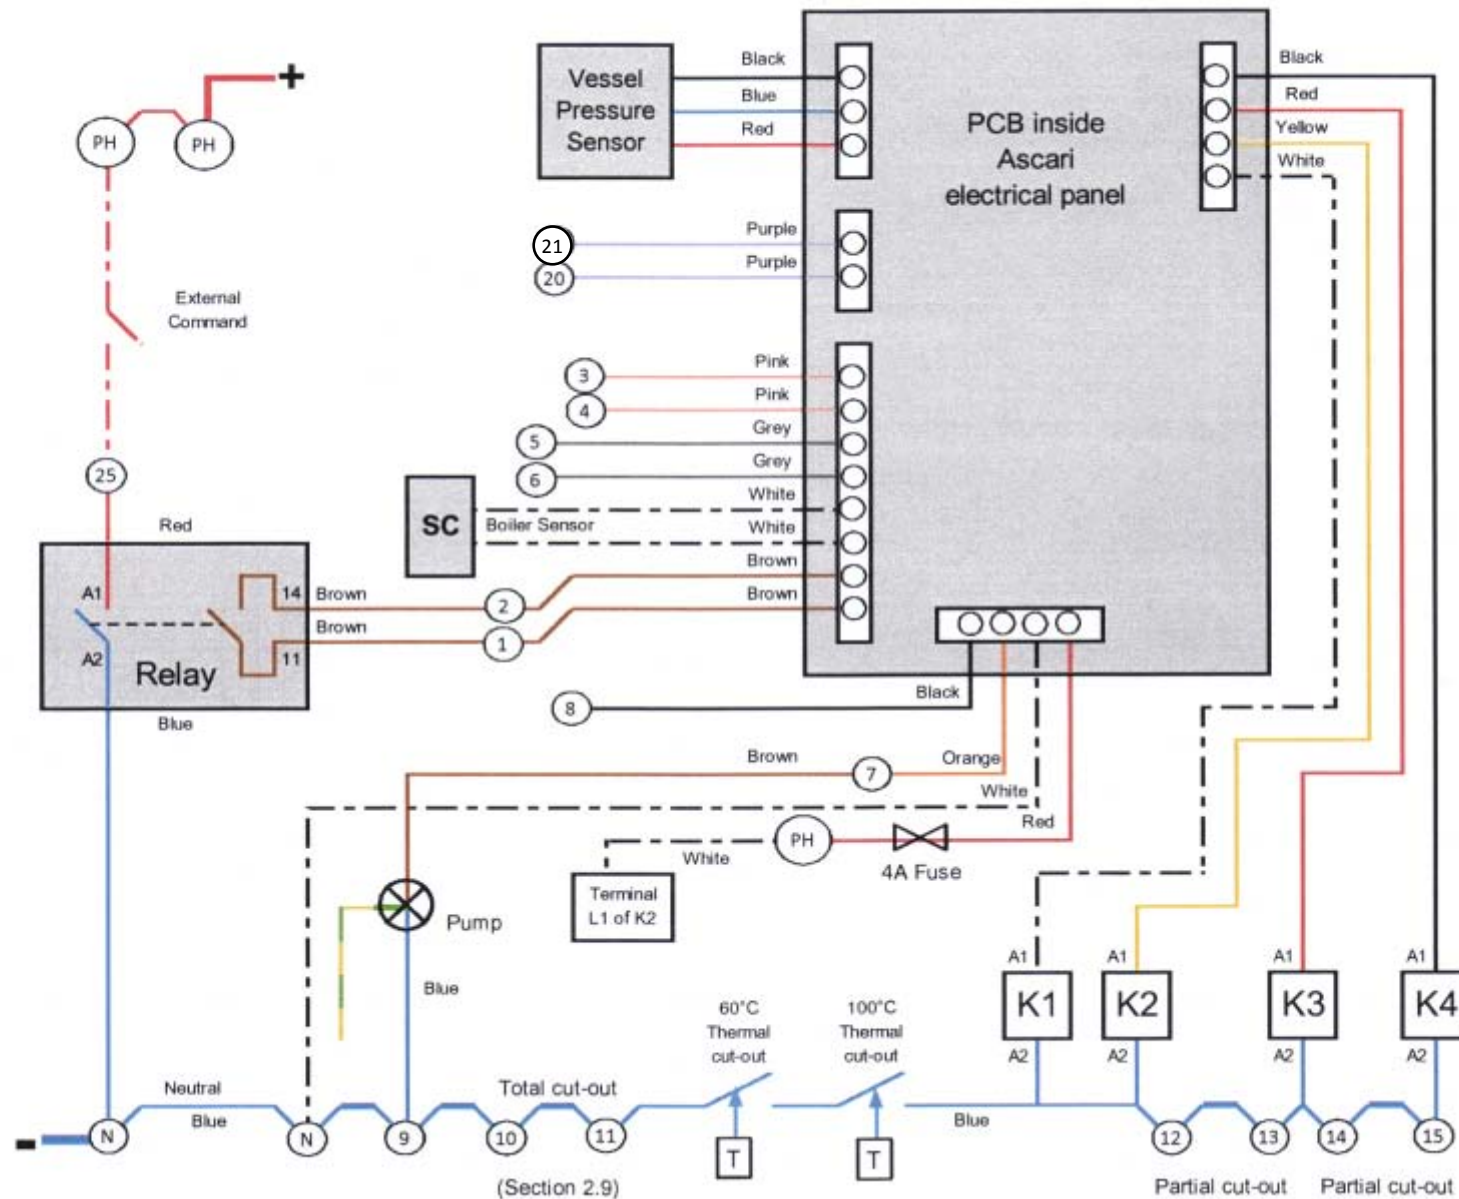 Vessel
Pressure
Sensor
Black
Blue
Red
PCB inside
Ascari
electrical panel
Black
Red
Yellow
White
+
PH
PH
21
20
Purple
Purple
External
Command
3
4
5
6
Pink
Pink
Grey
Grey
White
White
Brown
Brown
25
Red
SC
Boiler Sensor
A1
A2
14
11
Relay
Brown
Brown
2
1
Blue
8
Black
Brown
7
Orange
White
Red
PH
White
4A Fuse
Terminal
L1 of K2
Pump
Blue
60°C
Thermal
cut-out
100°C
Thermal
cut-out
A1
A1
A1
A1
K1
K2
K3
K4
A2
A2
A2
A2
Neutral
Blue
Total cut-out
Blue
-
N
N
9
10
11
T
T
12
13
14
15
(Section 2.9)
Partial cut-out
Partial cut-out